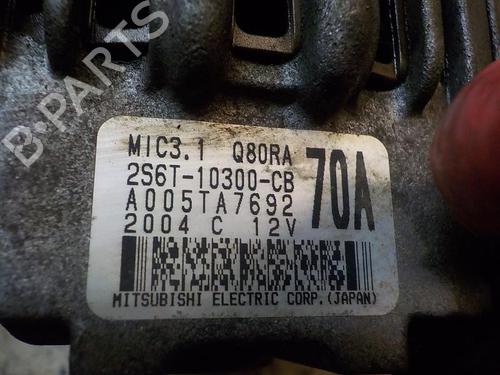 B-PARTS
MIC3.1 Q80RA
2S6T-10300-CB
70A
A005TA7692
2004 C 12V
MITSUBISHI ELECTRIC CORP.(JAPAN)